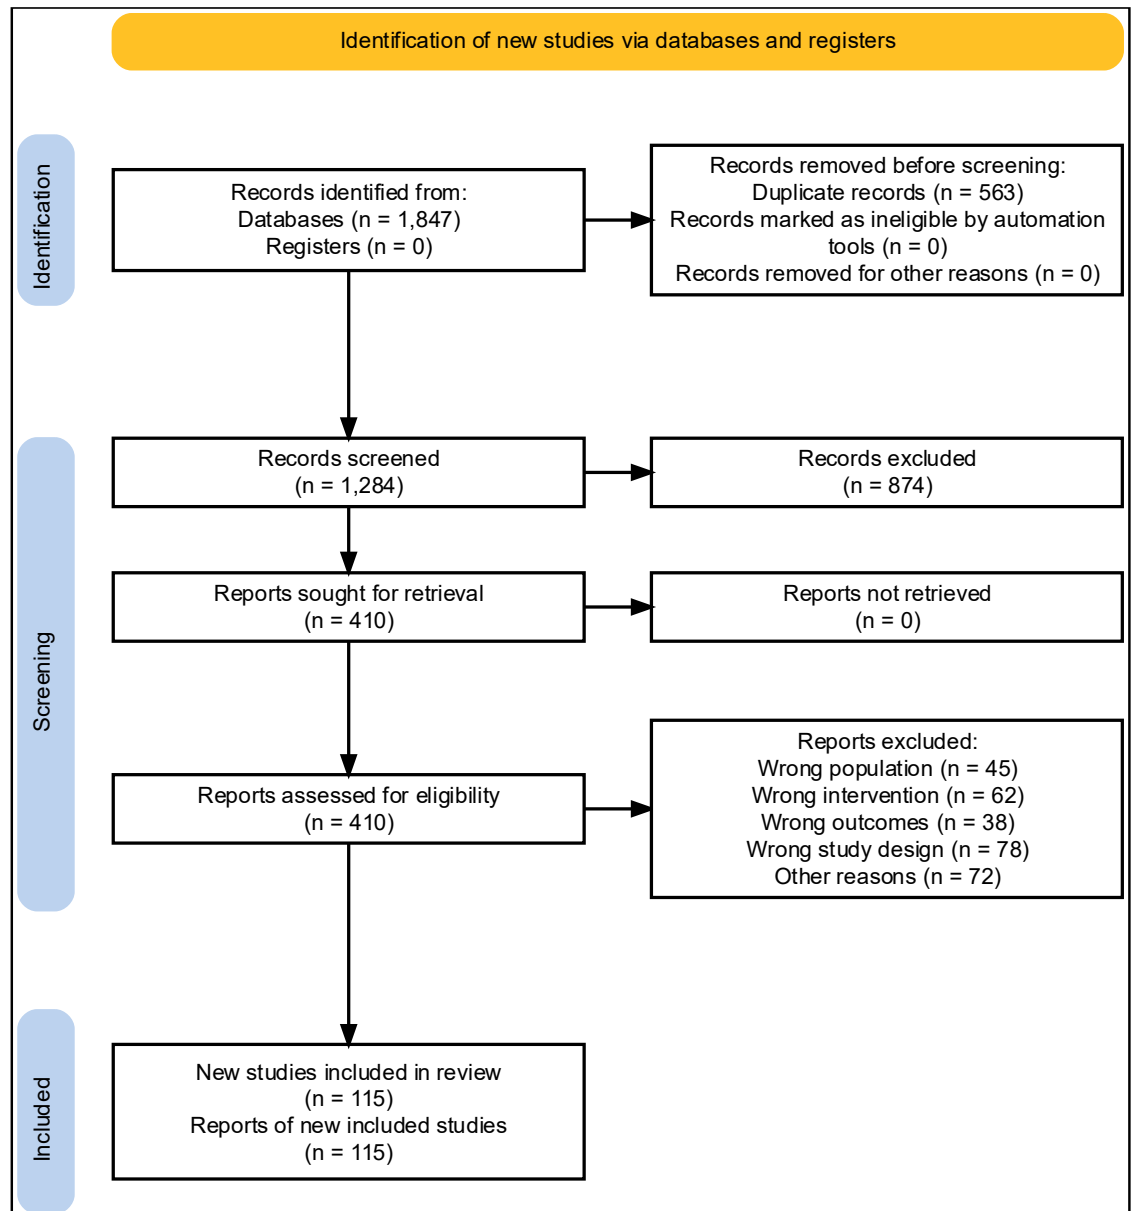 Identification of new studies via databases and registers
Identification
Records identified from:
Databases (n = 1,847)
Registers (n = 0)
Records removed before screening:
Duplicate records (n = 563)
Records marked as ineligible by automation
tools (n = 0)
Records removed for other reasons (n = 0)
Screening
Records screened
(n = 1,284)
Records excluded
(n = 874)
Reports sought for retrieval
(n = 410)
Reports not retrieved
(n = 0)
Reports assessed for eligibility
(n = 410)
Reports excluded:
Wrong population (n = 45)
Wrong intervention (n = 62)
Wrong outcomes (n = 38)
Wrong study design (n = 78)
Other reasons (n = 72)
Included
New studies included in review
(n = 115)
Reports of new included studies
(n = 115)